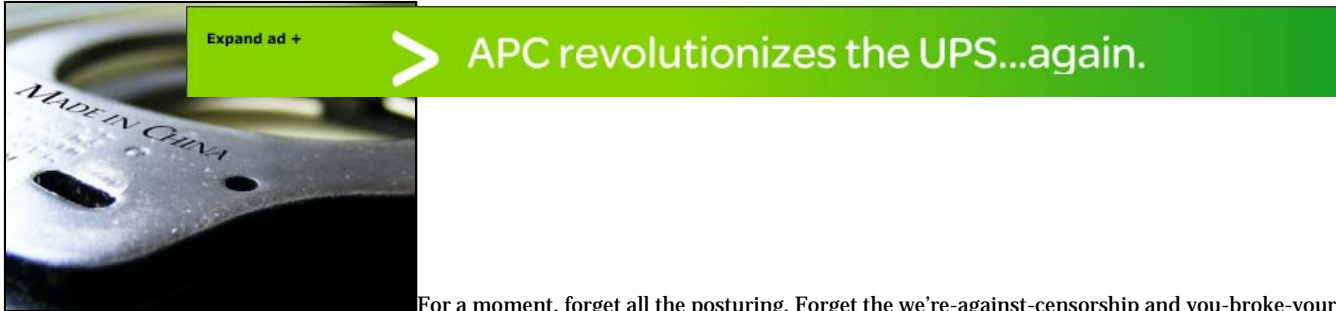 Expand ad +
> APC revolutionizes the UPS...again.
MADE IN CHINA
For a moment, forget all the posturing. Forget the we're-against-censorship and you-broke-your